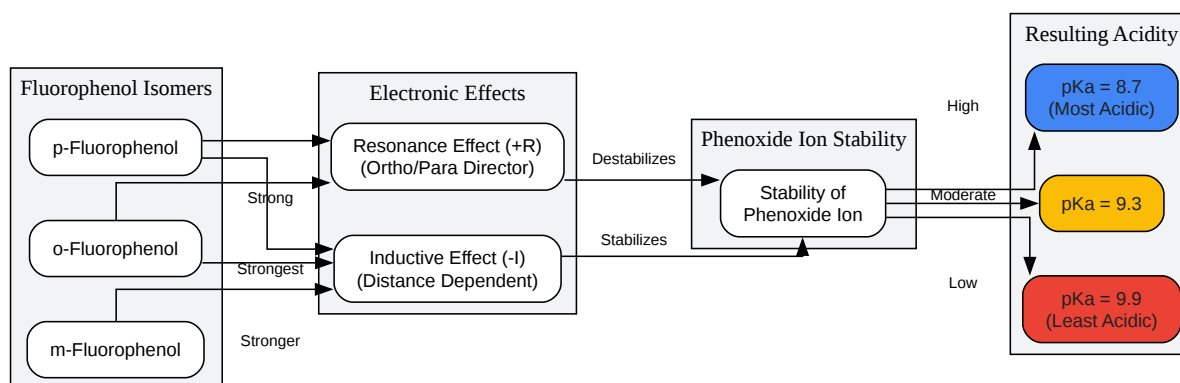 Fluorophenol Isomers
p-Fluorophenol
o-Fluorophenol
m-Fluorophenol
Strong
Strongest
Stronger
Electronic Effects
Resonance Effect (+R)
(Ortho/Para Director)
Inductive Effect (-I)
(Distance Dependent)
Destabilizes
Stabilizes
Phenoxide Ion Stability
Stability of
Phenoxide Ion
High
Moderate
Low
Resulting Acidity
pKa = 8.7
(Most Acidic)
pKa = 9.3
pKa = 9.9
(Least Acidic)